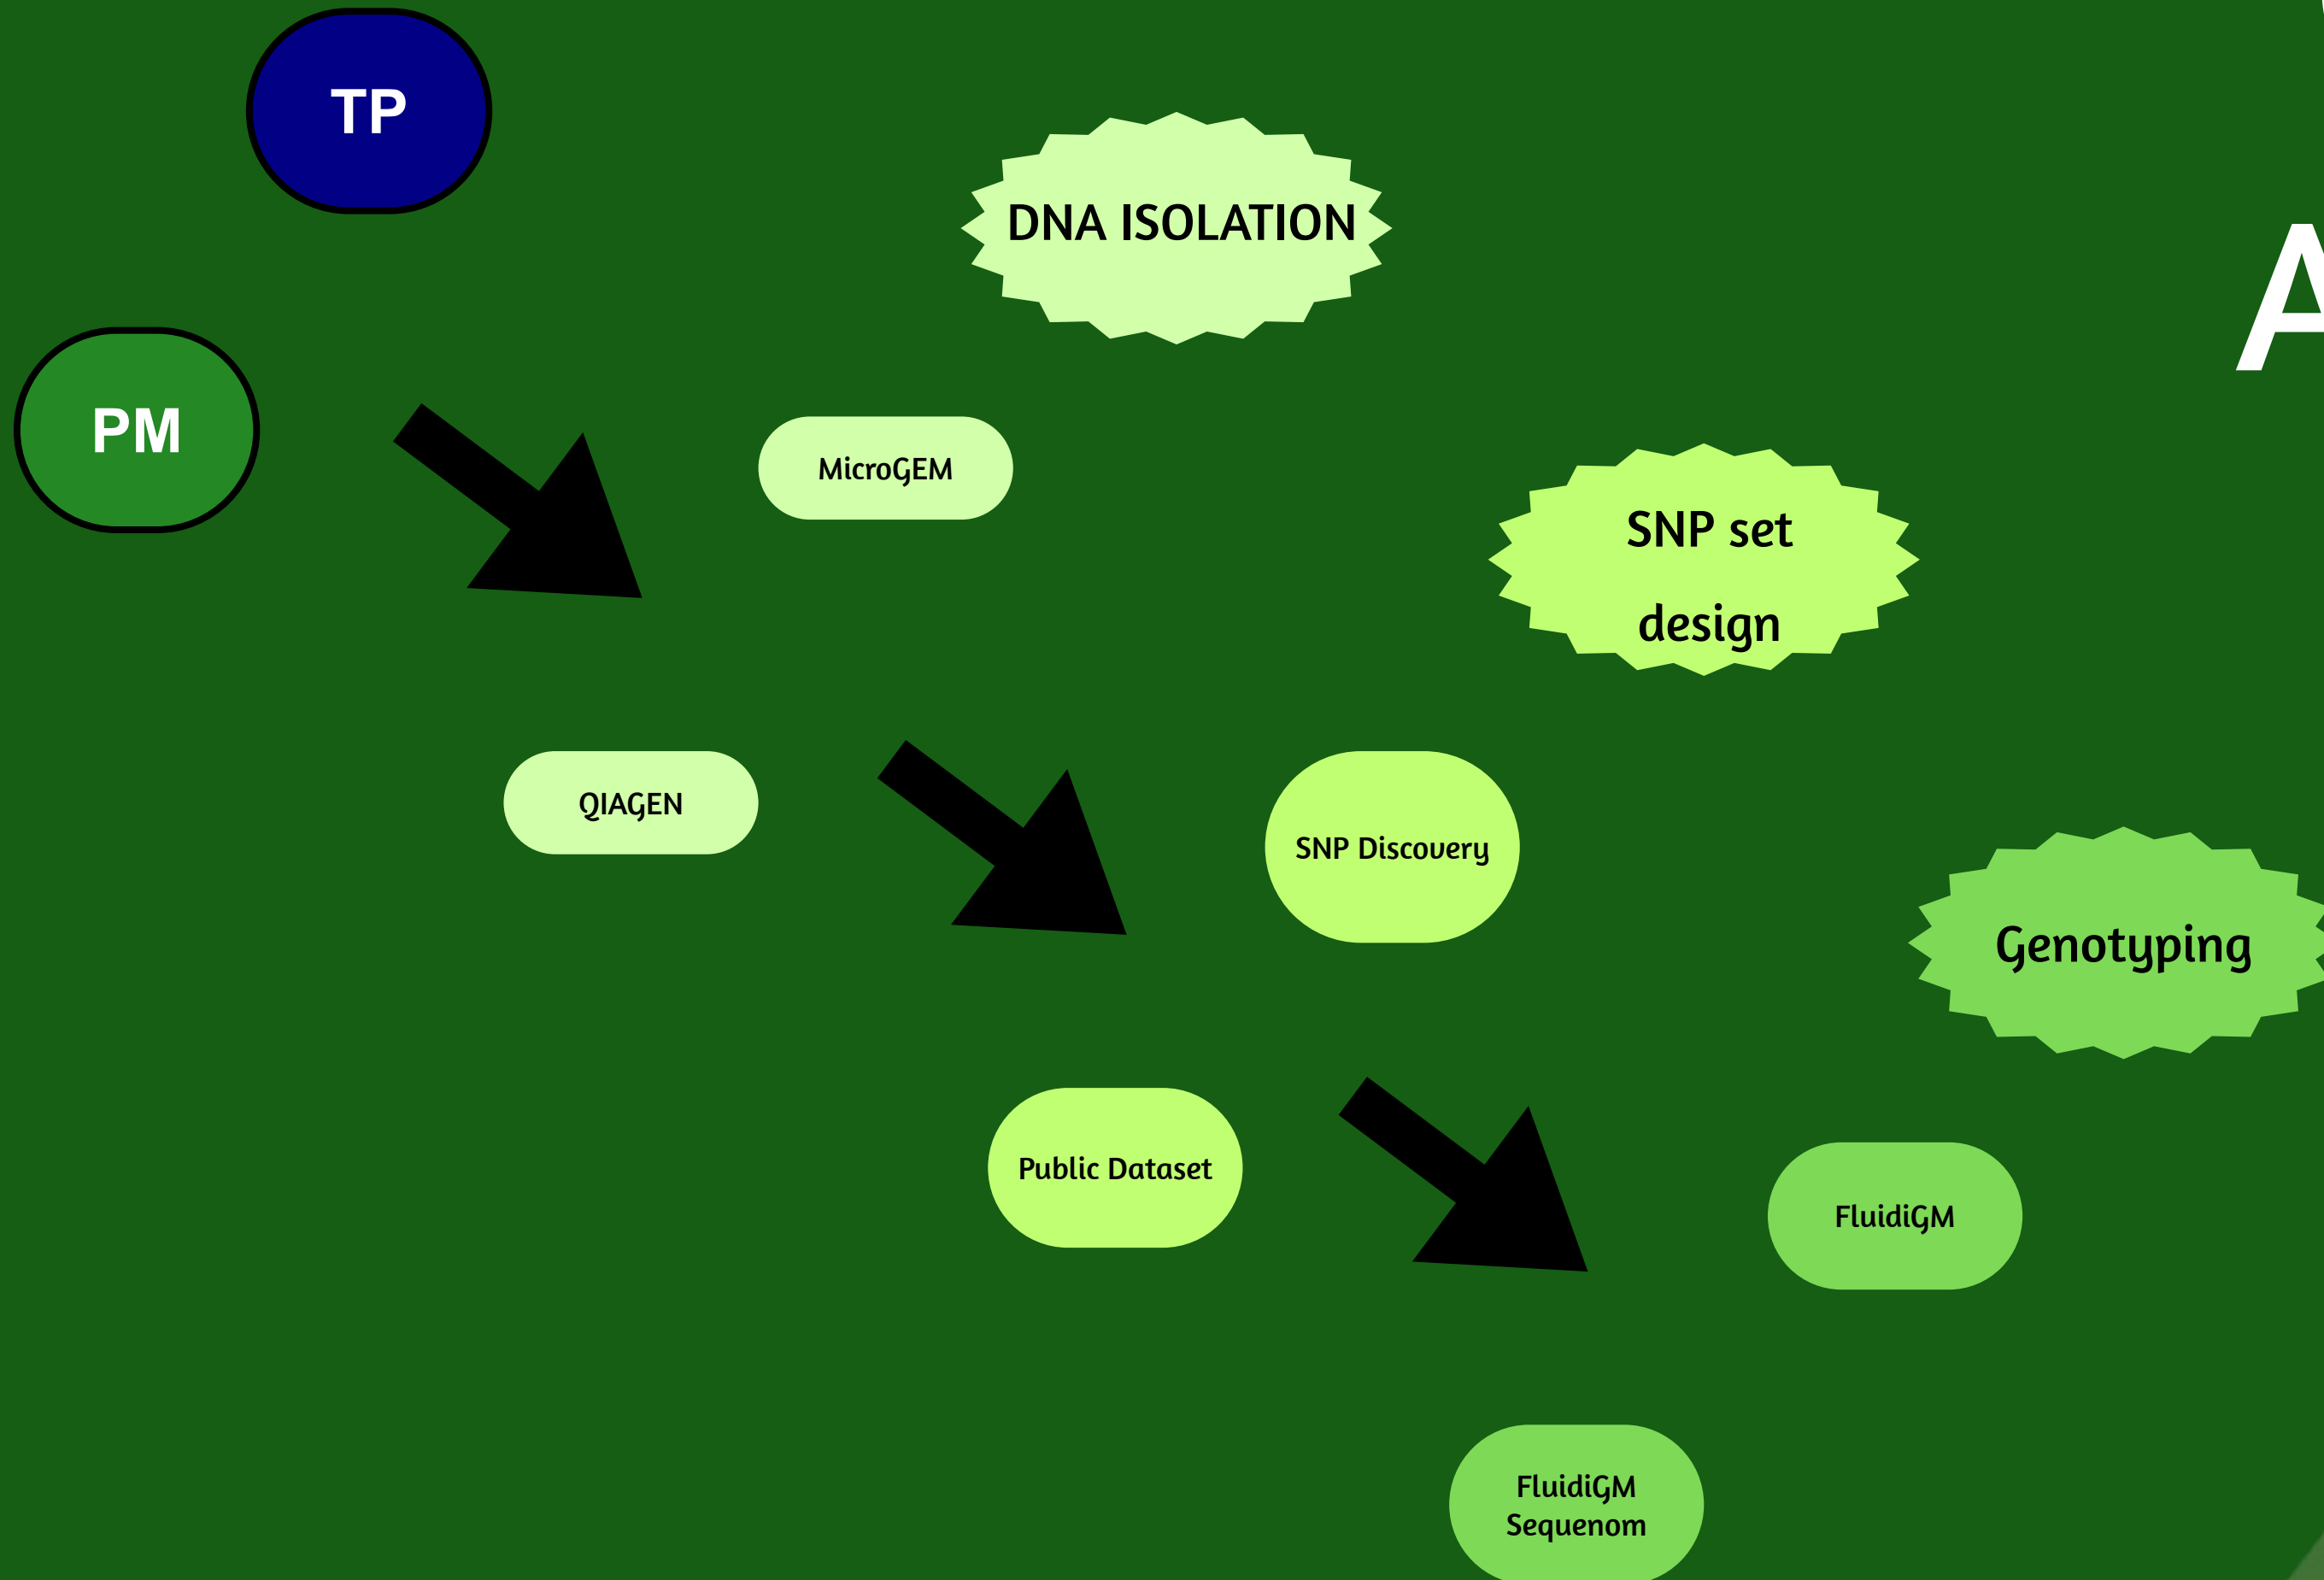 TP
DNA ISOLATION
A
PM
MicroGEM
SNP set
design
QIAGEN
SNP Discovery
Genotyping
Public Dataset
FluidiGM
FluidiGM
Sequenom